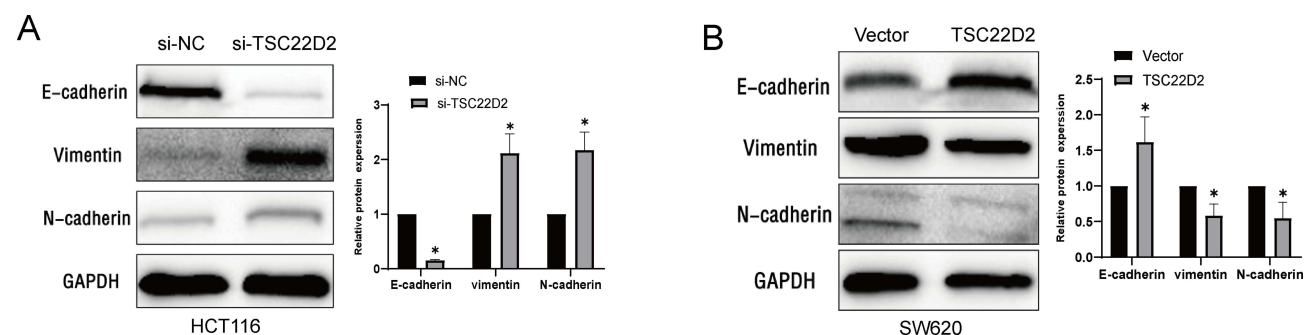 A
si-NC si-TSC22D2
E-cadherin
Vimentin
N-cadherin
GAPDH
HCT116
si-NC
si-TSC22D2
Relative protein experssion
3
2
1
0
* * *
E-cadherin vimentin N-cadherin
B
Vector TSC22D2
E-cadherin
Vimentin
N-cadherin
GAPDH
SW620
Vector
TSC22D2
Relative protein experssion
2.5
2.0
1.5
1.0
0.5
0.0
* * *
E-cadherin vimentin N-cadherin